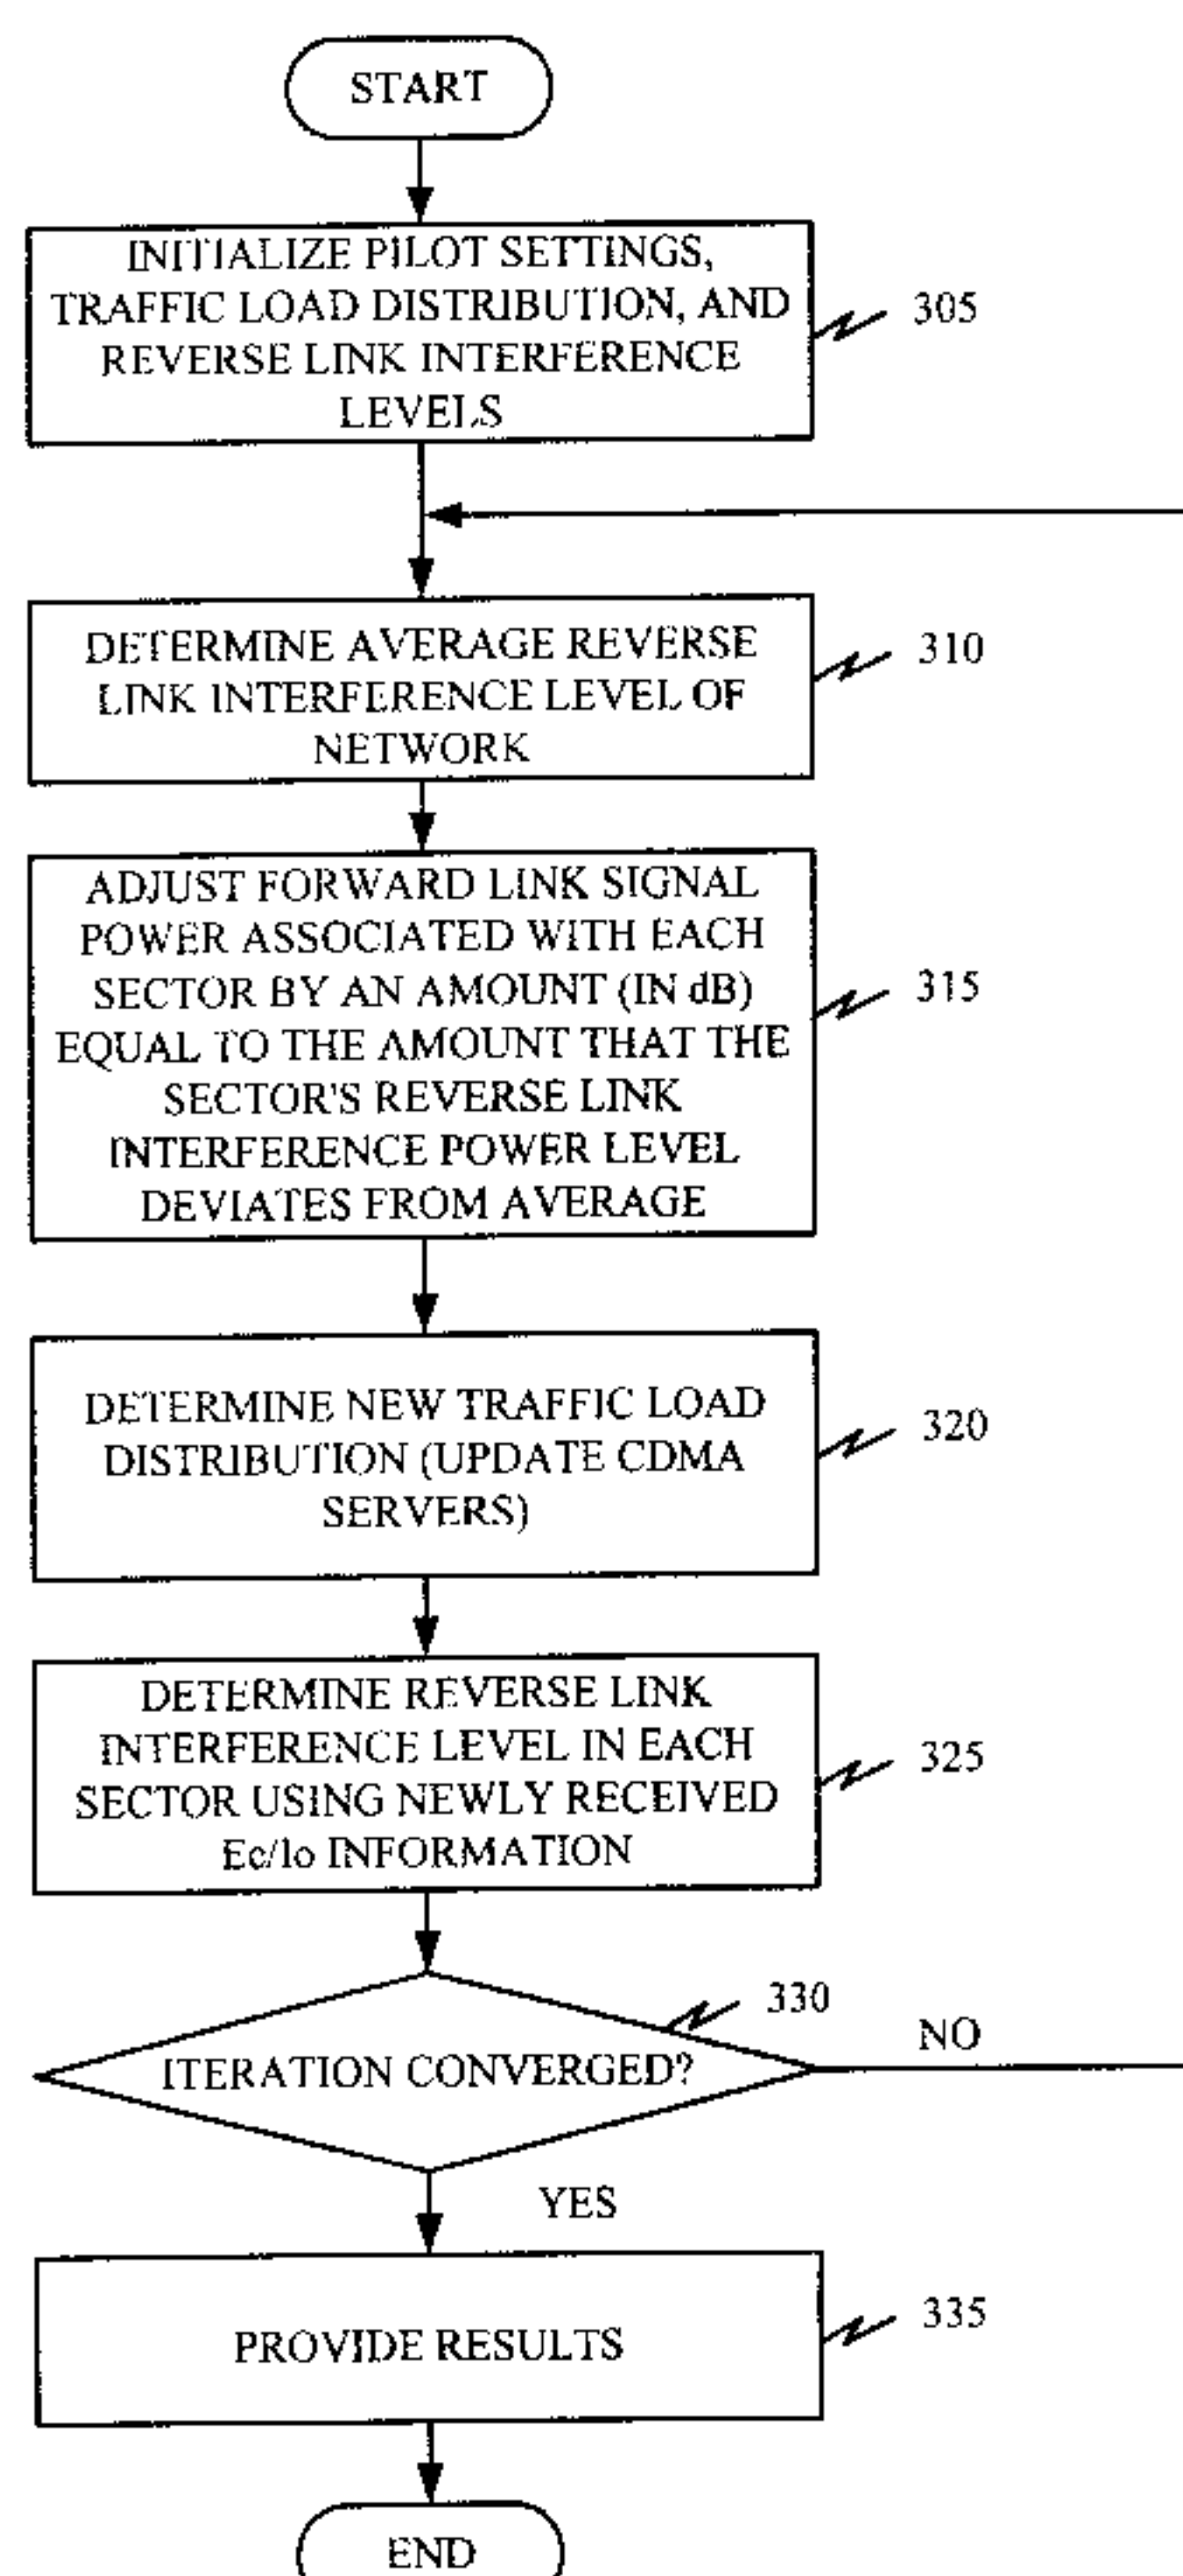 START
INITIALIZE PILOT SETTINGS,
TRAFFIC LOAD DISTRIBUTION, AND
REVERSE LINK INTERFERENCE
LEVELS
305
DETERMINE AVERAGE REVERSE
LINK INTERFERENCE LEVEL OF
NETWORK
310
ADJUST FORWARD LINK SIGNAL
POWER ASSOCIATED WITH EACH
SECTOR BY AN AMOUNT (IN dB)
EQUAL TO THE AMOUNT THAT THE
SECTOR'S REVERSE LINK
INTERFERENCE POWER LEVEL
DEVIATES FROM AVERAGE
315
DETERMINE NEW TRAFFIC LOAD
DISTRIBUTION (UPDATE CDMA
SERVERS)
320
DETERMINE REVERSE LINK
INTERFERENCE LEVEL IN EACH
SECTOR USING NEWLY RECEIVED
Ec/Io INFORMATION
325
330
ITERATION CONVERGED?
NO
YES
PROVIDE RESULTS
335
END